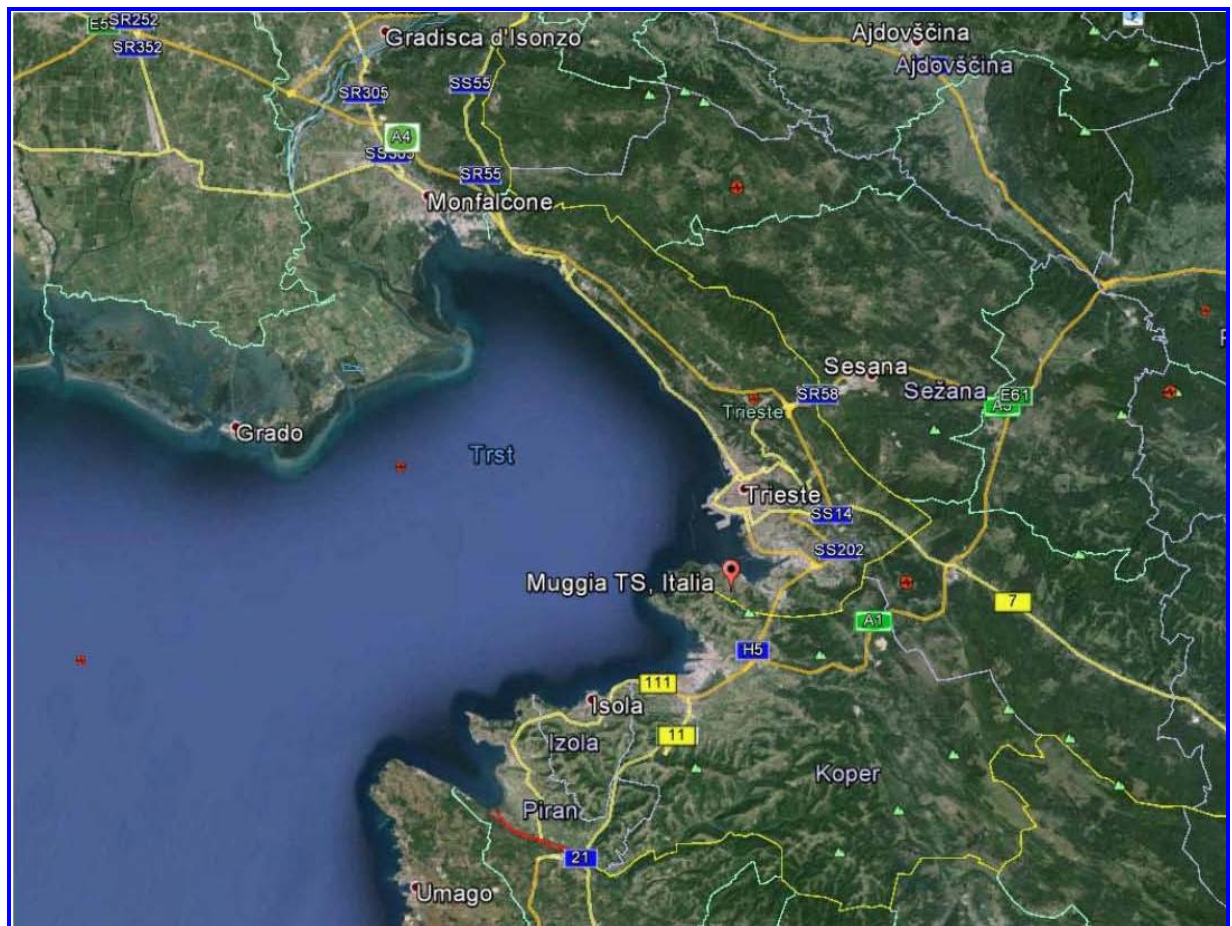 SR252
E5
SR352
Gradisca d'Isonzo
Ajdovščina
Ajdovščina
SS55
SR305
A4
SR55
Monfalcone
Sesana
Sežana
SR58
E61
Trieste
Grado
Trst
Trieste
SS14
SS202
Muggia TS, Italia
7
A1
H5
111
Isola
11
Izola
Koper
Piran
21
Umago